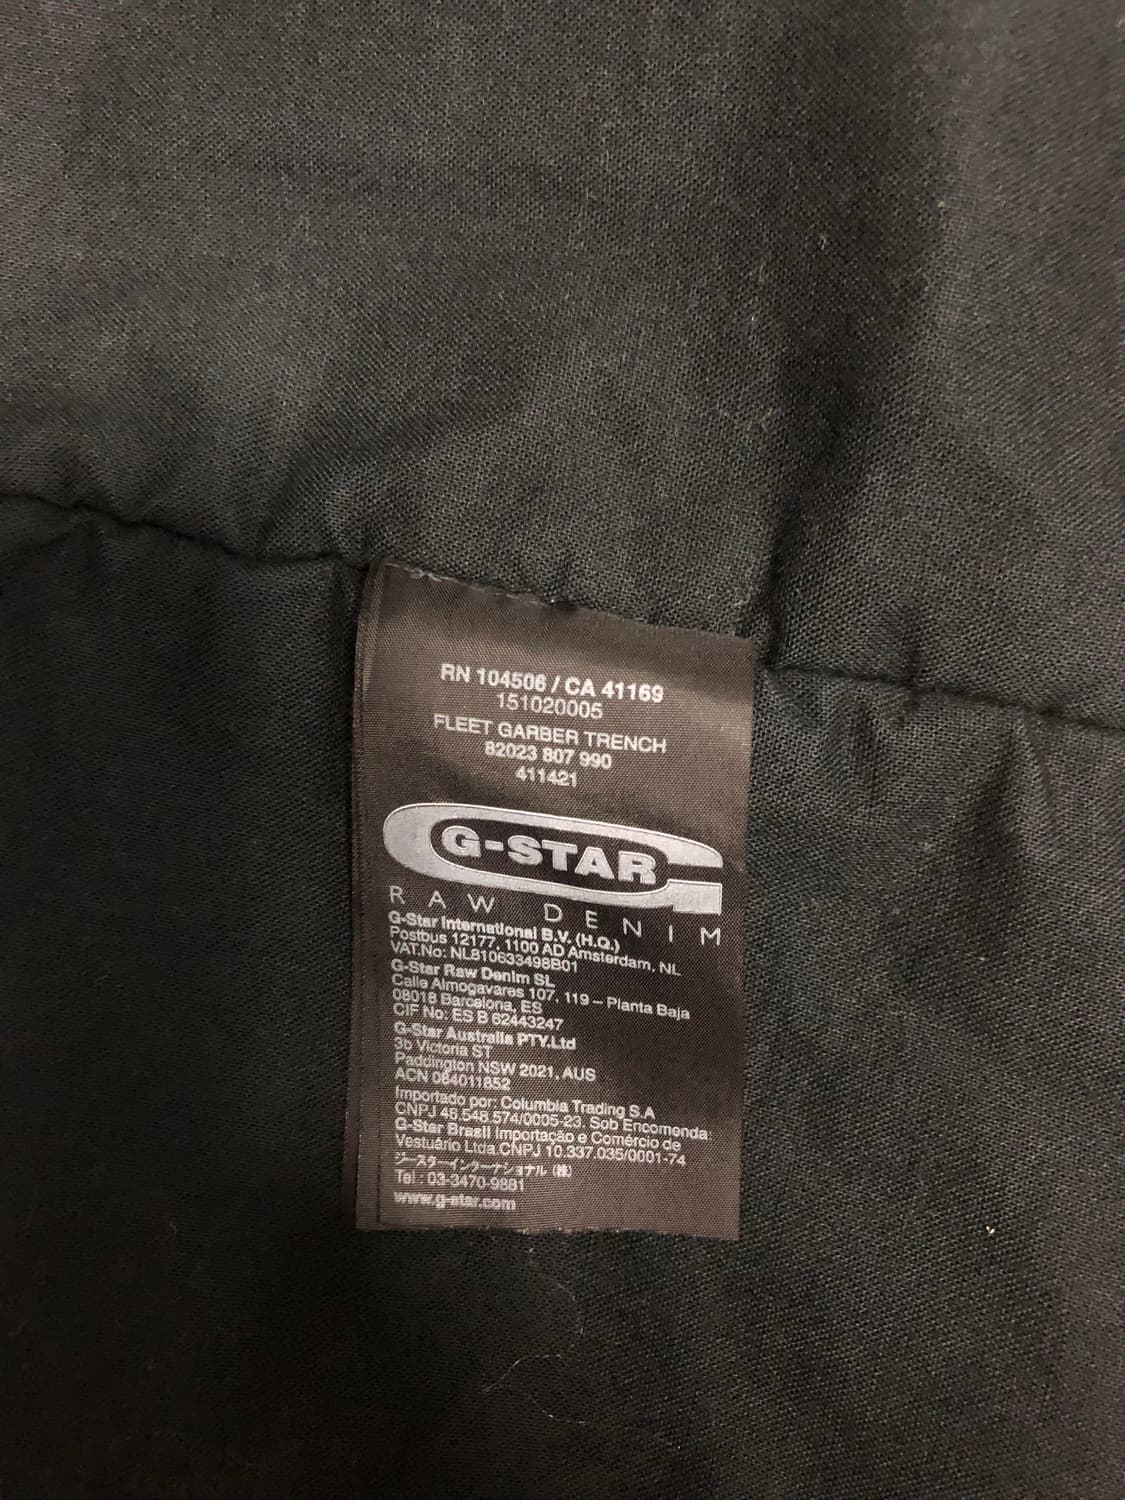 RN 104506 / CA 41169
151020005
FLEET GARBER TRENCH
82023 807 990
411421
G-STAR
RAW DENIM
G-Star International B.V. (H.Q.)
Postbus 12177, 1100 AD Amsterdam, NL
VAT.No: NL810633498B01
G-Star Raw Denim SL
Calle Almogavares 107, 119 – Planta Baja
08018 Barcelona, ES
CIF No: ES B 62443247
G-Star Australia PTY.Ltd
3b Victoria ST
Paddington NSW 2021, AUS
ACN 084011852
Importado por: Columbia Trading S.A
CNPJ 46.548.574/0005-23, Sob Encomenda:
G-Star Brasil Importação e Comércio de
Vestuário Ltda.CNPJ 10.337.035/0001-74
ジースターインターナショナル (株)
Tel : 03-3470-9881
www.g-star.com